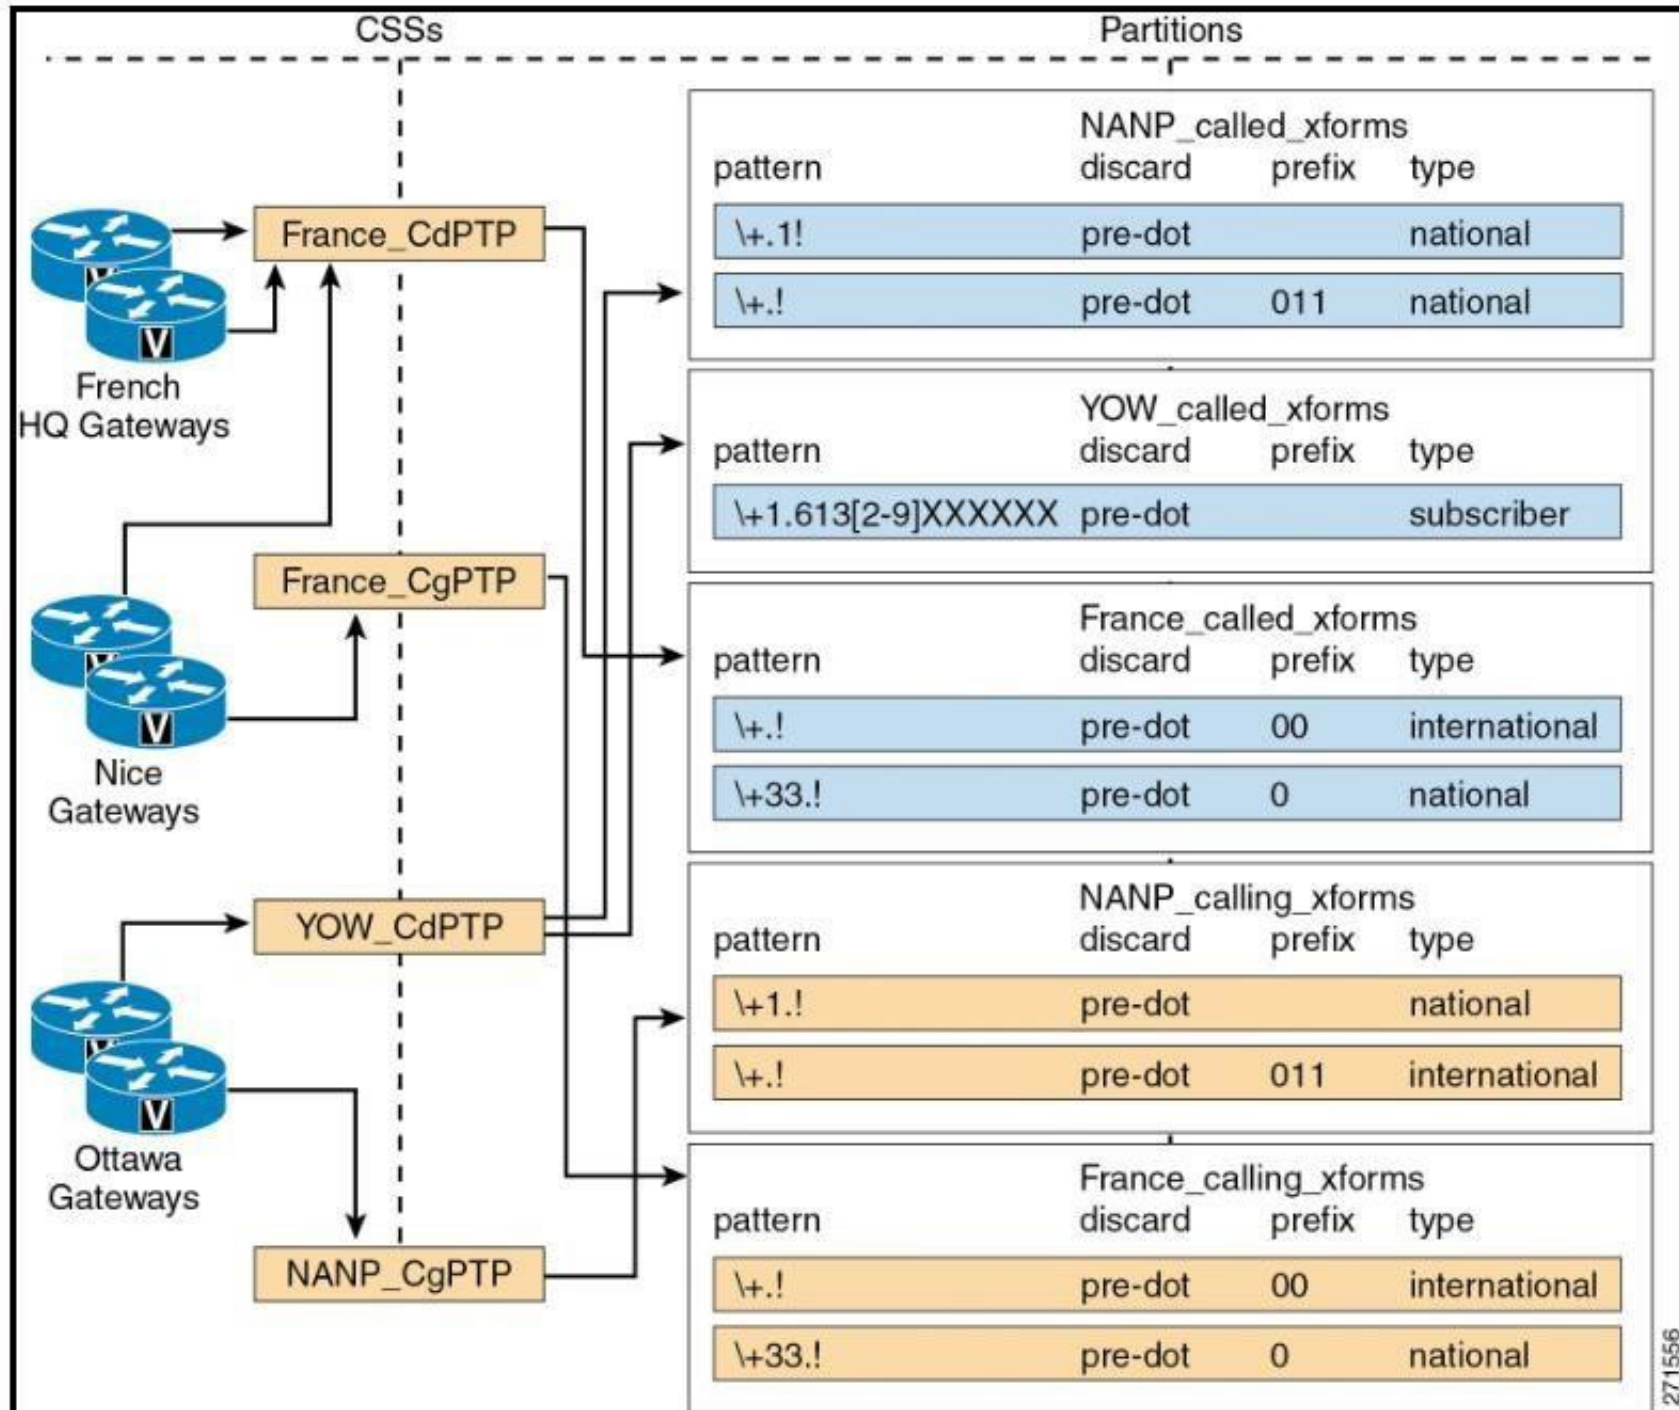 CSSs
Partitions
French
HQ Gateways
Nice
Gateways
Ottawa
Gateways
V
V
V
France_CdPTP
France_CgPTP
YOW_CdPTP
NANP_CgPTP
NANP_called_xforms
pattern discard prefix type
\+.1! pre-dot national
\+.! pre-dot 011 national
YOW_called_xforms
pattern discard prefix type
\+1.613[2-9]XXXXXX pre-dot subscriber
France_called_xforms
pattern discard prefix type
\+.! pre-dot 00 international
\+33.! pre-dot 0 national
NANP_calling_xforms
pattern discard prefix type
\+1.! pre-dot national
\+.! pre-dot 011 international
France_calling_xforms
pattern discard prefix type
\+.! pre-dot 00 international
\+33.! pre-dot 0 national
271556